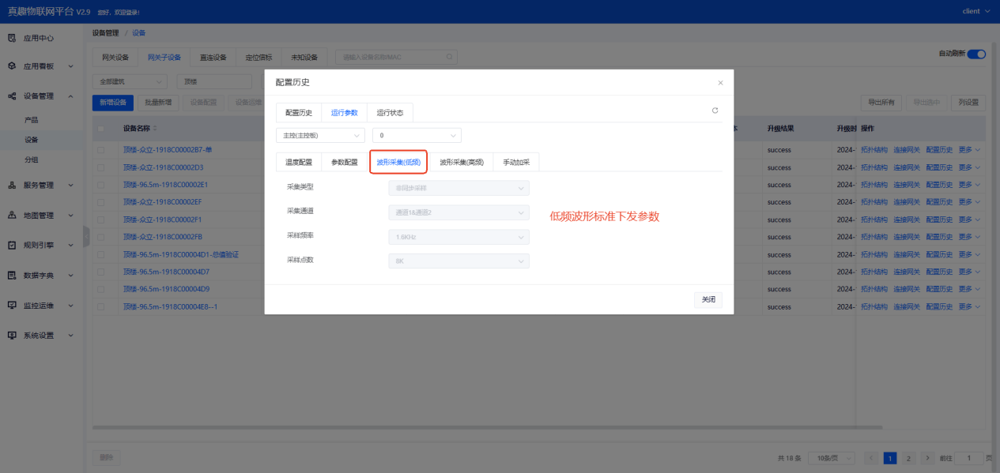 真趣物联网平台 V2.9 您好，欢迎登录!
client
应用中心
应用看板
设备管理
产品
设备
分组
服务管理
地图管理
规则引擎
数据字典
监控运维
系统设置
设备管理 / 设备
网关设备 网关子设备 直连设备 定位信标 未知设备 请输入设备名称/MAC
自动刷新
全部建筑 顶楼
新增设备 批量新增 设备配置 设备运维
导出所有 导出选中 列设置
设备名称 升级结果 升级时 操作
顶楼-众立-1918C00002B7-单 success 2024- 拓扑结构 连接网关 配置历史 更多
顶楼-众立-1918C00002D3 success 2024- 拓扑结构 连接网关 配置历史 更多
顶楼-96.5m-1918C00002E1 success 2024- 拓扑结构 连接网关 配置历史 更多
顶楼-众立-1918C00002EF success 2024- 拓扑结构 连接网关 配置历史 更多
顶楼-众立-1918C00002F1 success 2024- 拓扑结构 连接网关 配置历史 更多
顶楼-众立-1918C00002FB success 2024- 拓扑结构 连接网关 配置历史 更多
顶楼-96.5m-1918C00004D1-总值验证 success 2024- 拓扑结构 连接网关 配置历史 更多
顶楼-96.5m-1918C00004D7 success 2024- 拓扑结构 连接网关 配置历史 更多
顶楼-96.5m-1918C00004D9 success 2024- 拓扑结构 连接网关 配置历史 更多
顶楼-96.5m-1918C00004E8--1 success 2024- 拓扑结构 连接网关 配置历史 更多
配置历史
配置历史 运行参数 运行状态
主控(主控板) 0
温度配置 参数配置 波形采集(低频) 波形采集(高频) 手动加采
采集类型 非同步采样
采集通道 通道1&通道2
采样频率 1.6KHz
采样点数 8K
低频波形标准下发参数
关闭
删除
共 18 条 10条/页 1 2 前往 1 页